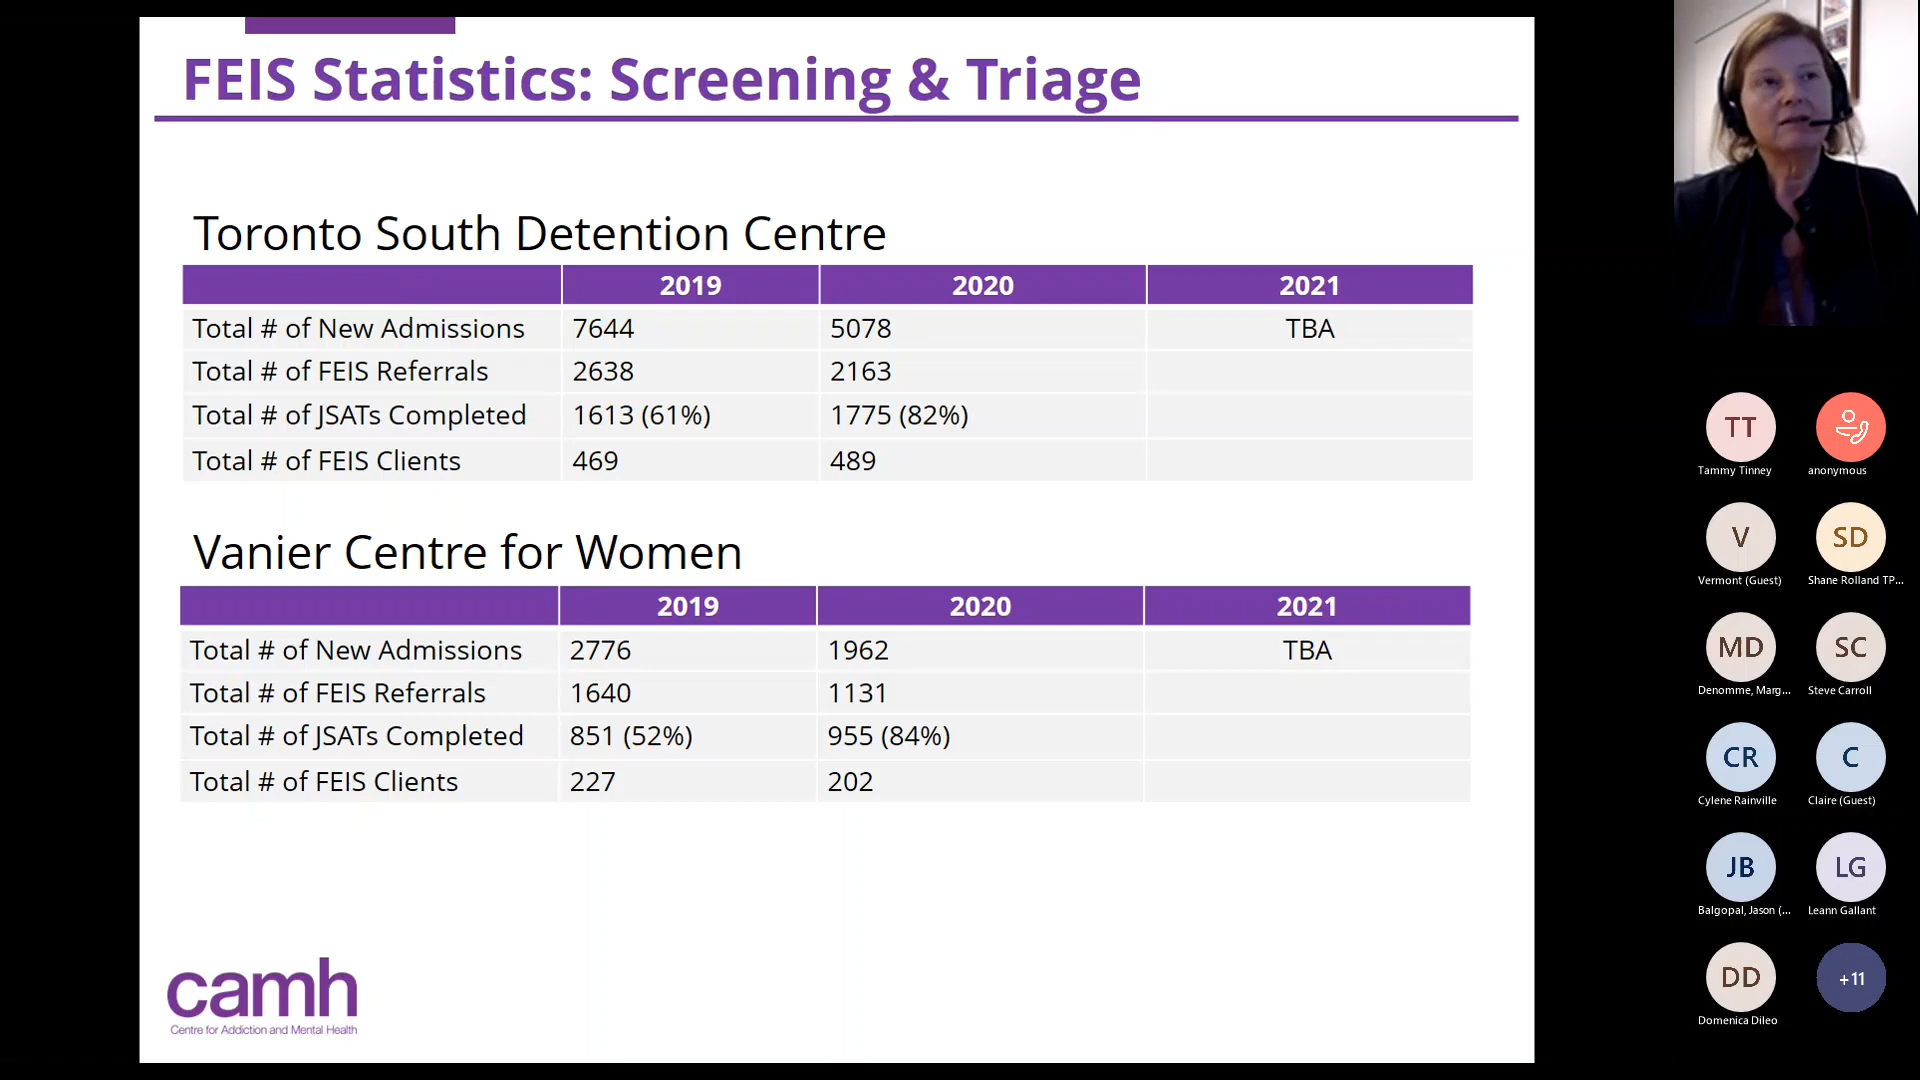 FEIS Statistics: Screening & Triage
Toronto South Detention Centre
2019 2020 2021
Total # of New Admissions 7644 5078 TBA
Total # of FEIS Referrals 2638 2163
Total # of JSATs Completed 1613 (61%) 1775 (82%)
Total # of FEIS Clients 469 489
Vanier Centre for Women
2019 2020 2021
Total # of New Admissions 2776 1962 TBA
Total # of FEIS Referrals 1640 1131
Total # of JSATs Completed 851 (52%) 955 (84%)
Total # of FEIS Clients 227 202
camh
Centre for Addiction and Mental Health
TT
Tammy Tinney anonymous
V SD
Vermont (Guest) Shane Rolland TP...
MD SC
Denomme, Marg... Steve Carroll
CR C
Cylene Rainville Claire (Guest)
JB LG
Balgopal, Jason (... Leann Gallant
DD +11
Domenica Dileo